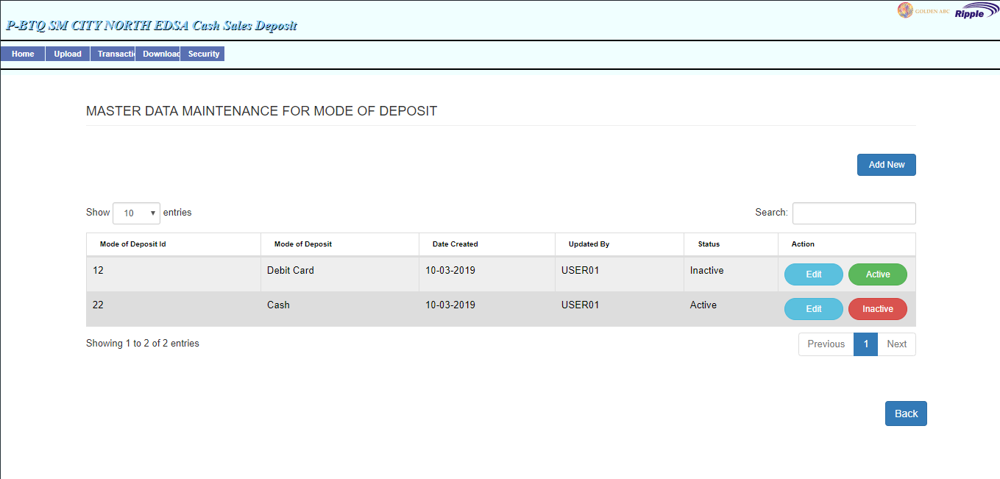 GOLDEN ABC Ripple
P-BTQ SM CITY NORTH EDSA Cash Sales Deposit
Home Upload Transactic Download Security
MASTER DATA MAINTENANCE FOR MODE OF DEPOSIT
Add New
Show 10 entries Search:
Mode of Deposit Id Mode of Deposit Date Created Updated By Status Action
12 Debit Card 10-03-2019 USER01 Inactive Edit Active
22 Cash 10-03-2019 USER01 Active Edit Inactive
Showing 1 to 2 of 2 entries Previous 1 Next
Back